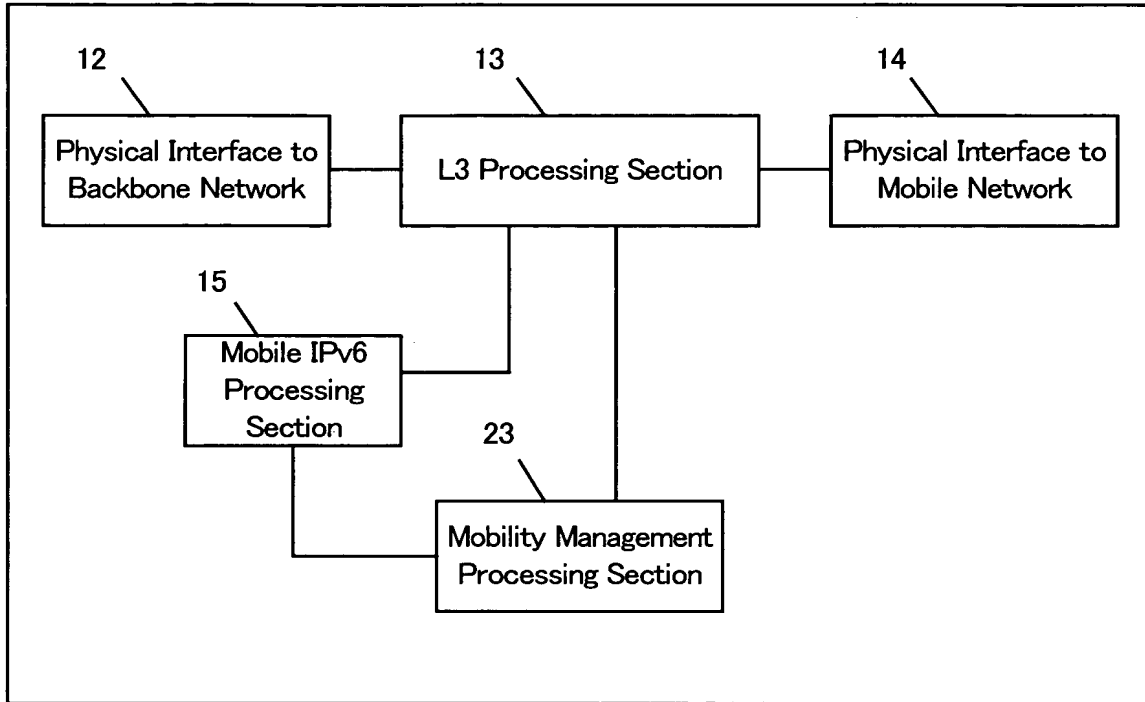 12
13
14
Physical Interface to
Backbone Network
L3 Processing Section
Physical Interface to
Mobile Network
15
Mobile IPv6
Processing
Section
23
Mobility Management
Processing Section